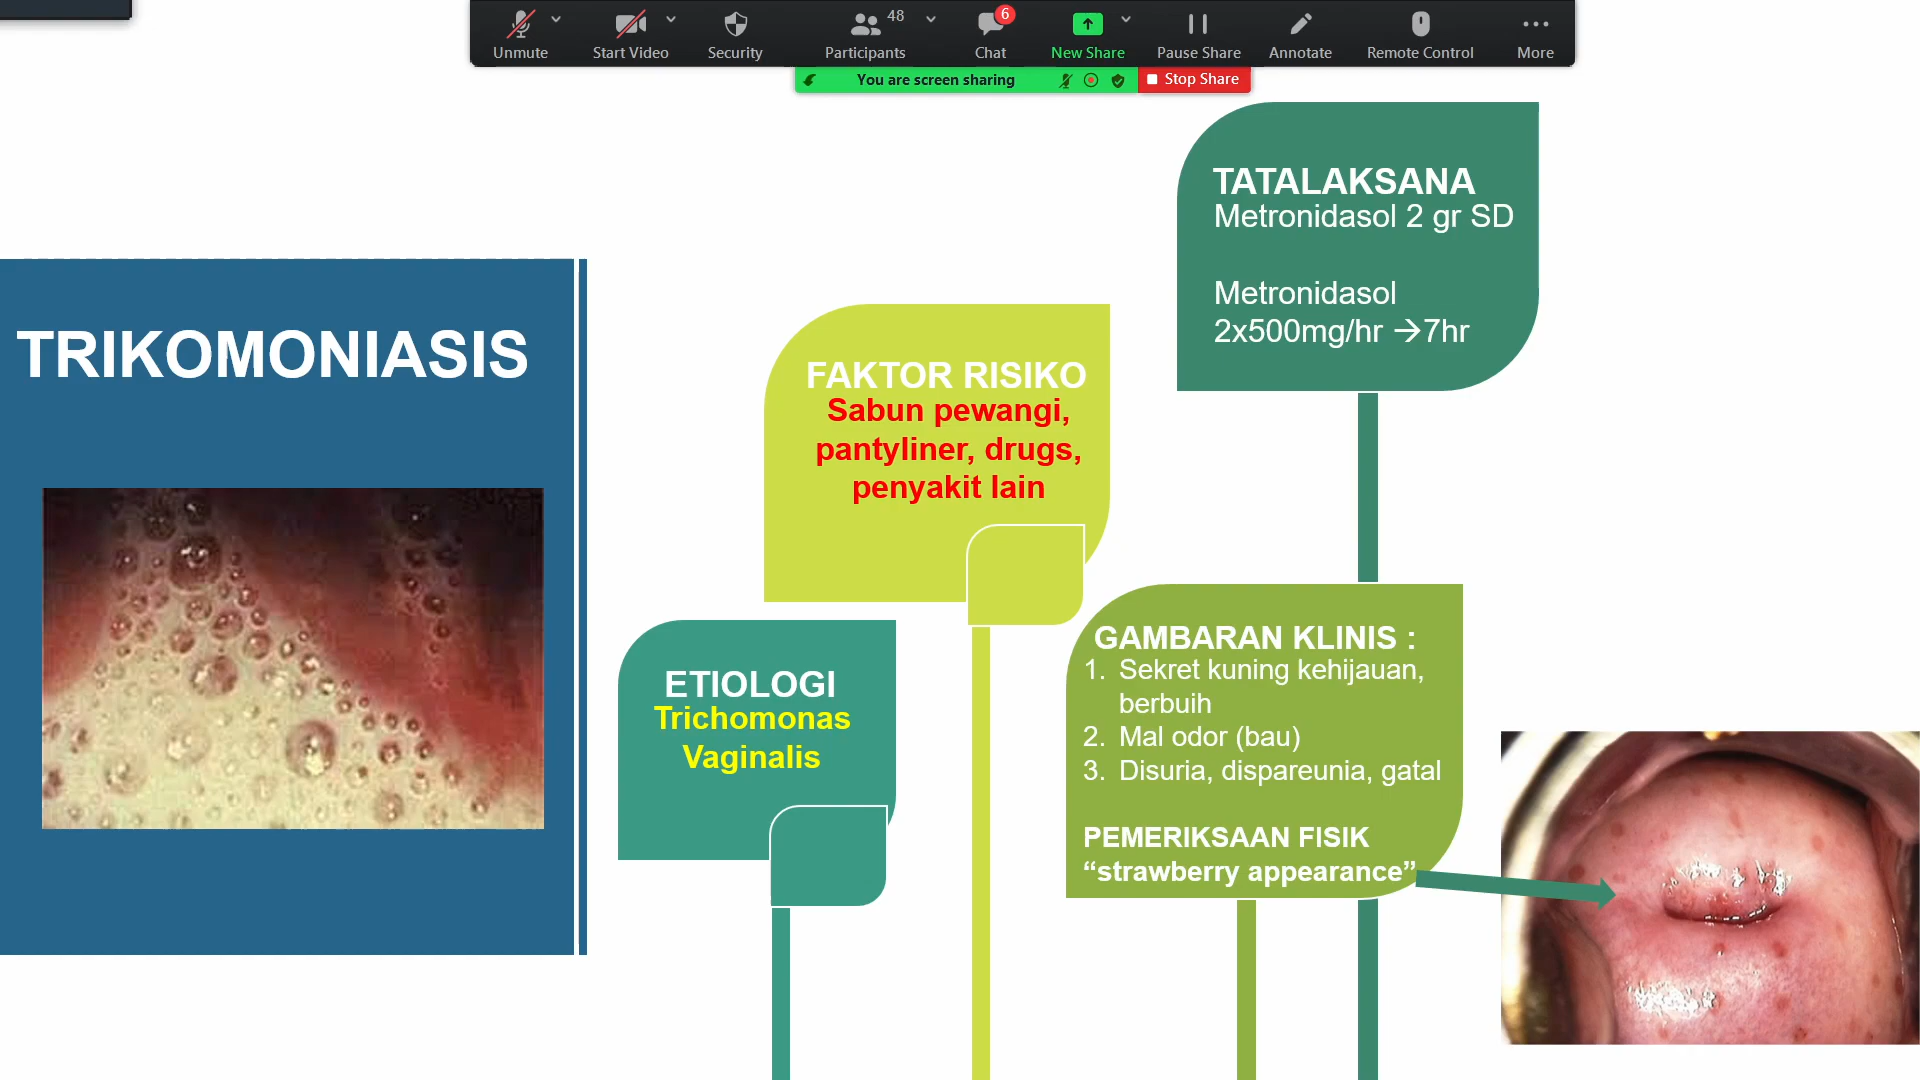 48
6
Unmute
Start Video
Security
Participants
Chat
New Share
Pause Share
Annotate
Remote Control
More
You are screen sharing
Stop Share
TRIKOMONIASIS
ETIOLOGI
Trichomonas
Vaginalis
FAKTOR RISIKO
Sabun pewangi,
pantyliner, drugs,
penyakit lain
TATALAKSANA
Metronidasol 2 gr SD
Metronidasol
2x500mg/hr →7hr
GAMBARAN KLINIS :
1. Sekret kuning kehijauan,
berbuih
2. Mal odor (bau)
3. Disuria, dispareunia, gatal
PEMERIKSAAN FISIK
“strawberry appearance”